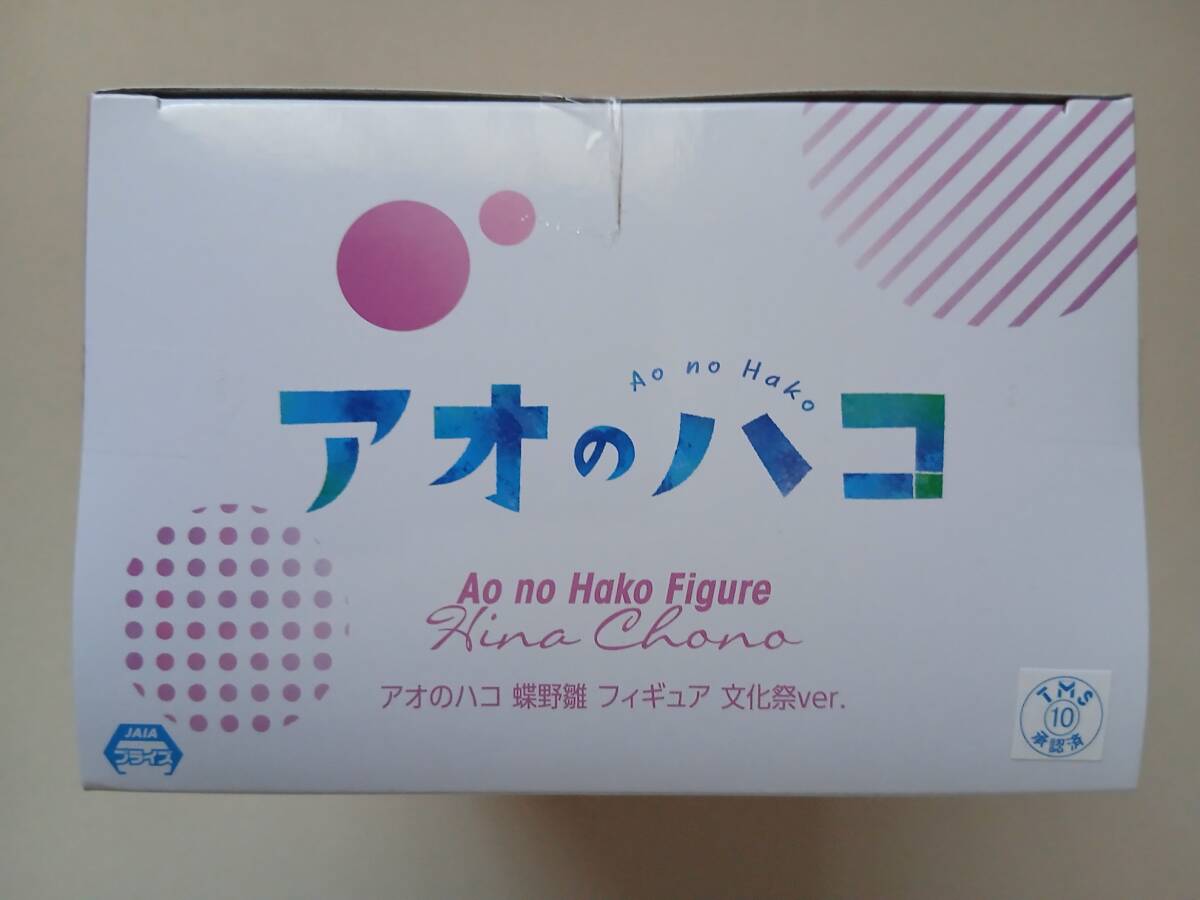 Ao no Hako
アオのハコ
Ao no Hako Figure
Hina Chono
アオのハコ 蝶野雛 フィギュア 文化祭ver.
JAIA
プライズ
TMS
10
承認済